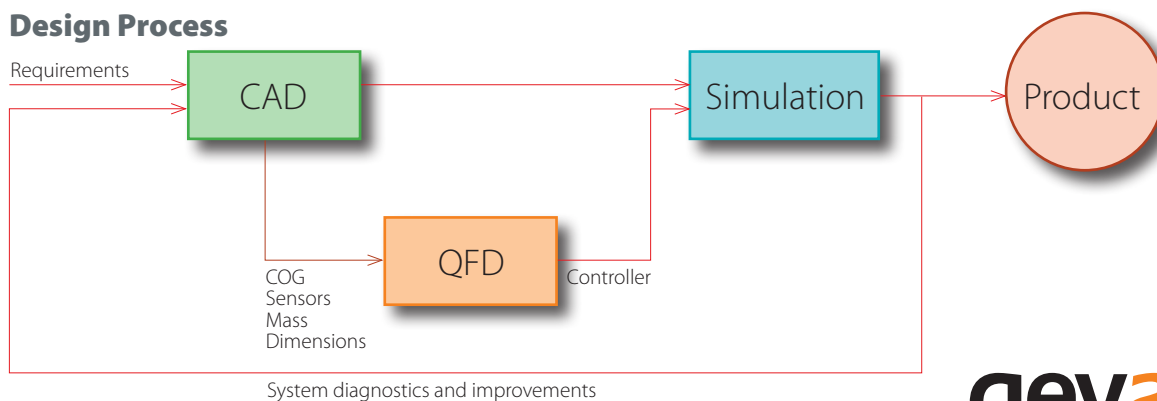 Design Process
Requirements
CAD
Simulation
Product
QFD
COG
Sensors
Mass
Dimensions
Controller
System diagnostics and improvements